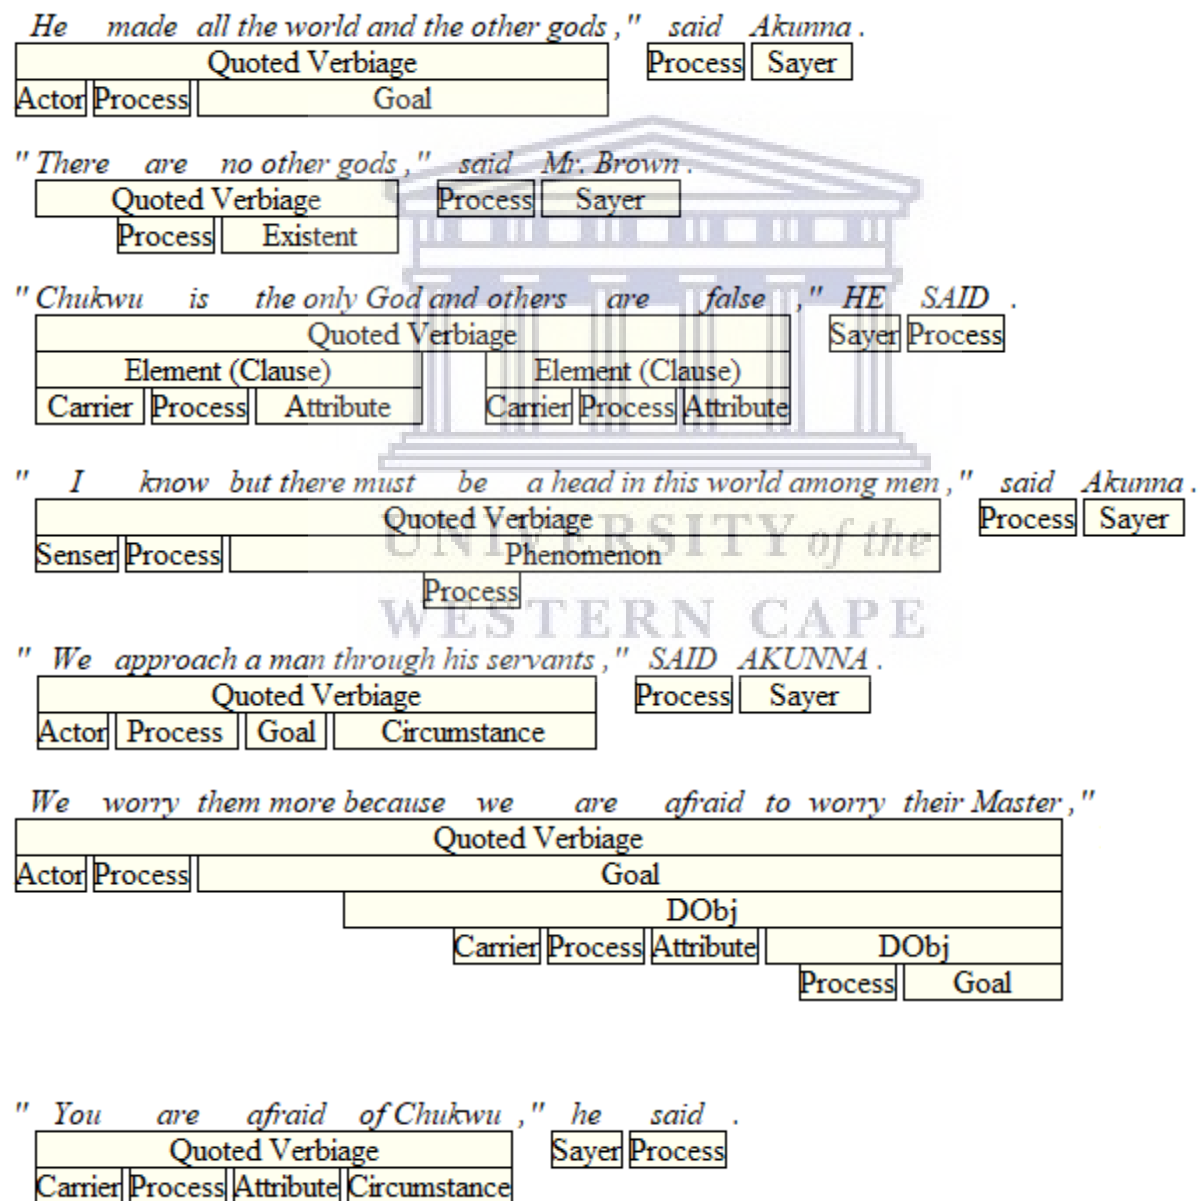 He made all the world and the other gods ," said Akunna .
Quoted Verbiage Process Sayer
Actor Process Goal
" There are no other gods ," said Mr. Brown .
Quoted Verbiage Process Sayer
Process Existent
" Chukwu is the only God and others are false ," HE SAID .
Quoted Verbiage Sayer Process
Element (Clause) Element (Clause)
Carrier Process Attribute Carrier Process Attribute
" I know but there must be a head in this world among men ," said Akunna .
Quoted Verbiage Process Sayer
UNIVERSITY of the
Senser Process Phenomenon
Process
WESTERN CAPE
" We approach a man through his servants ," SAID AKUNNA .
Quoted Verbiage Process Sayer
Actor Process Goal Circumstance
We worry them more because we are afraid to worry their Master ,"
Quoted Verbiage
Actor Process Goal
DObj
Carrier Process Attribute DObj
Process Goal
" You are afraid of Chukwu ," he said .
Quoted Verbiage Sayer Process
Carrier Process Attribute Circumstance